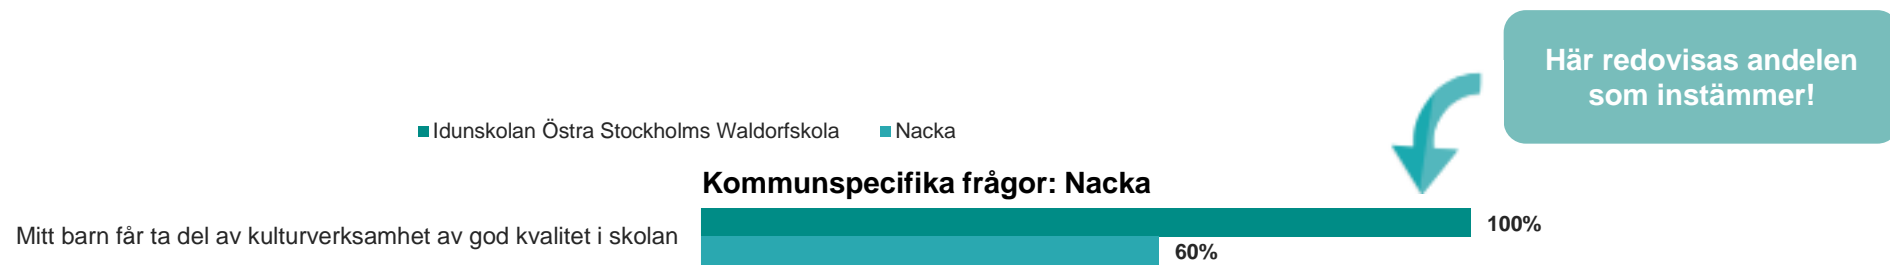 Här redovisas andelen
som instämmer!
Idunskolan Östra Stockholms Waldorfskola Nacka
Kommunspecifika frågor: Nacka
Mitt barn får ta del av kulturverksamhet av god kvalitet i skolan
100%
60%